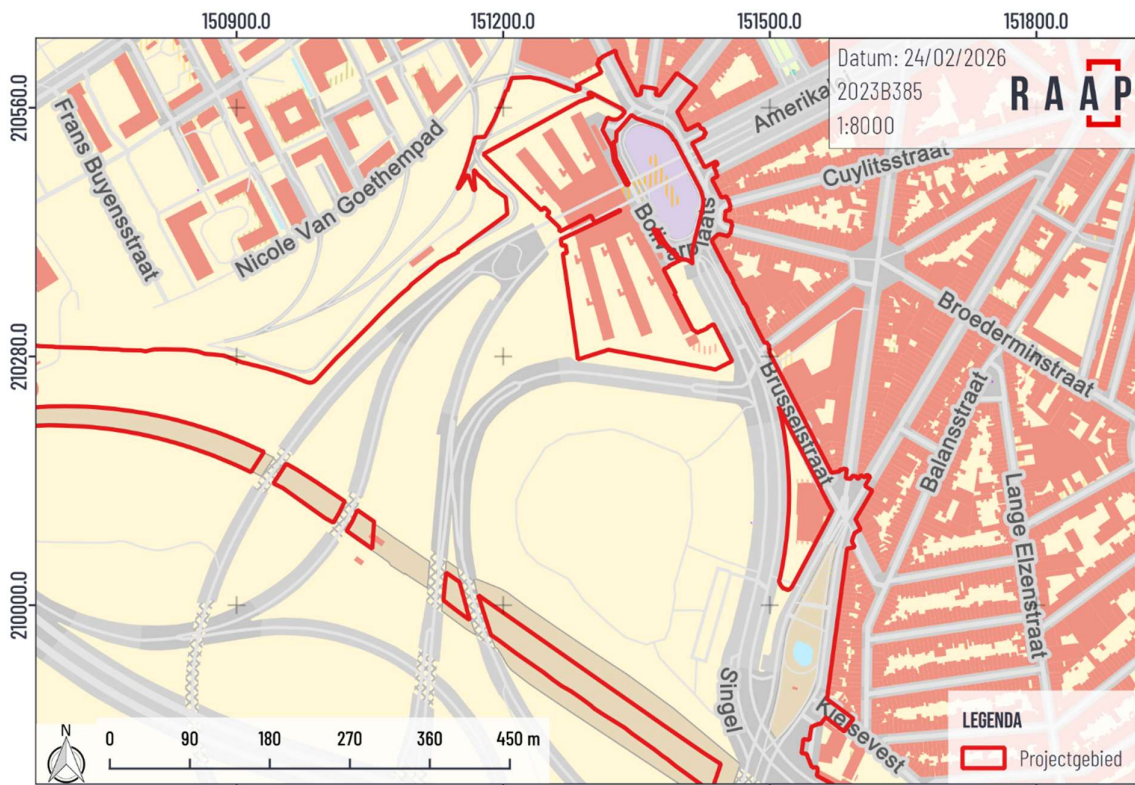 150900.0
151200.0
151500.0
151800.0
Datum: 24/02/2026
2023B385
1:8000
RAAP
210560.0
210280.0
210000.0
Frans Buyensstraat
Nicole Van Goethempad
Cuylitsstraat
Bolivarplaats
Broederminstraat
Brusselstraat
Balansstraat
Lange Elzenstraat
Singel
N
0 90 180 270 360 450 m
LEGENDA
Projectgebied